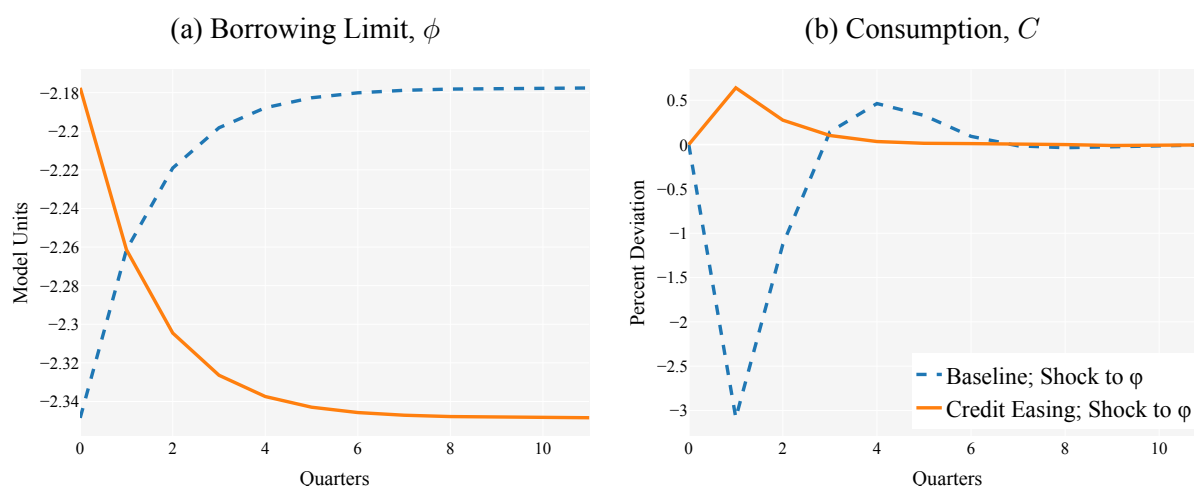 (a) Borrowing Limit, ϕ
−2.18
−2.2
−2.22
−2.24
−2.26
−2.28
−2.3
−2.32
−2.34
Model Units
0 2 4 6 8 10
Quarters
(b) Consumption, C
0.5
0
−0.5
−1
−1.5
−2
−2.5
−3
Percent Deviation
0 2 4 6 8 10
Quarters
Baseline; Shock to φ
Credit Easing; Shock to φ